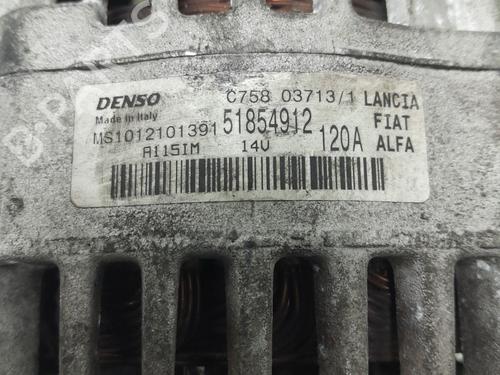 DENSO C758 03713/1 LANCIA
Made in Italy
MS1012101391 51854912 FIAT
A115IM 14V 120A ALFA